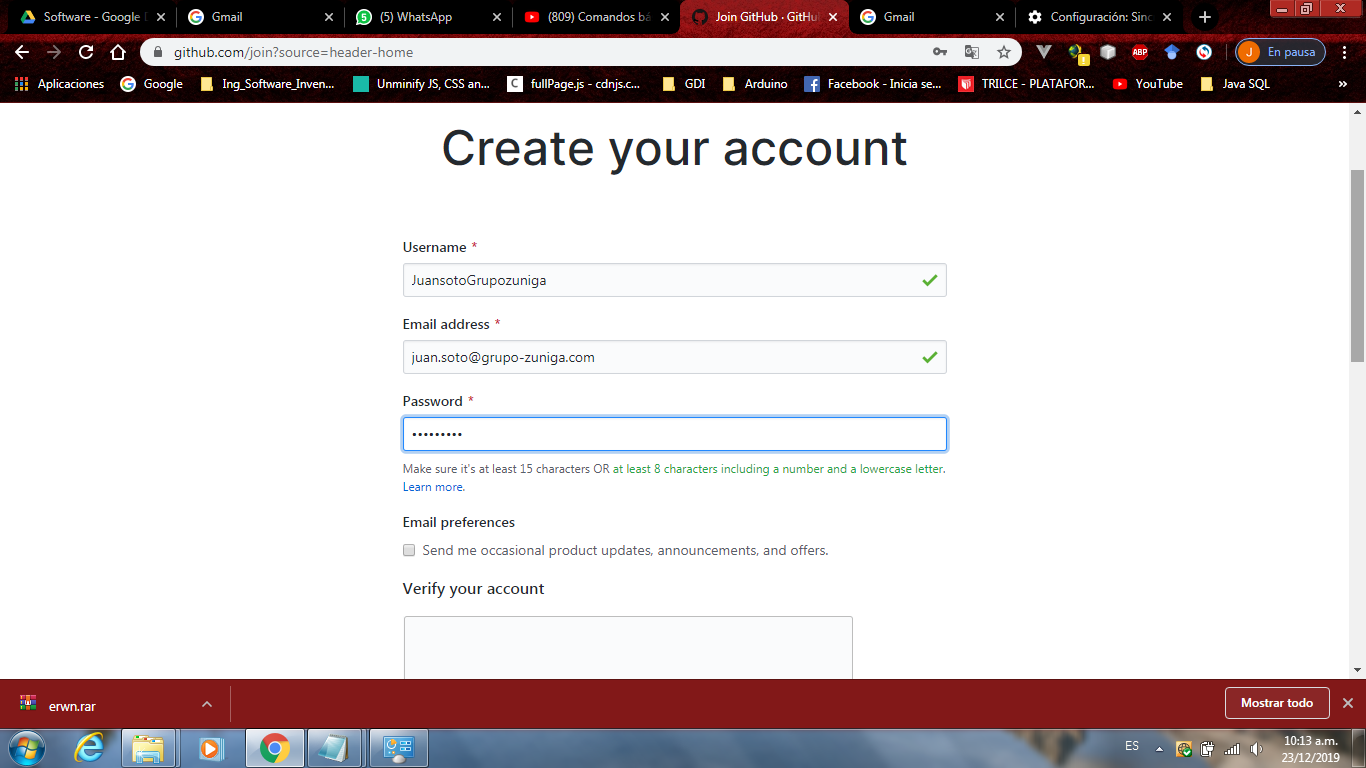 Software - Google
Gmail
(5) WhatsApp
(809) Comandos bá
Join GitHub · GitHu
Gmail
Configuración: Sinc
github.com/join?source=header-home
ABP
J En pausa
Aplicaciones
Google
Ing_Software_Inven...
Unminify JS, CSS an...
C fullPage.js - cdnjs.c...
GDI
Arduino
Facebook - Inicia se...
TRILCE - PLATAFOR...
YouTube
Java SQL
»
Create your account
Username *
JuansotoGrupozuniga
Email address *
juan.soto@grupo-zuniga.com
Password *
•••••••••
Make sure it's at least 15 characters OR at least 8 characters including a number and a lowercase letter.
Learn more.
Email preferences
Send me occasional product updates, announcements, and offers.
Verify your account
erwn.rar
Mostrar todo
ES
10:13 a.m.
23/12/2019